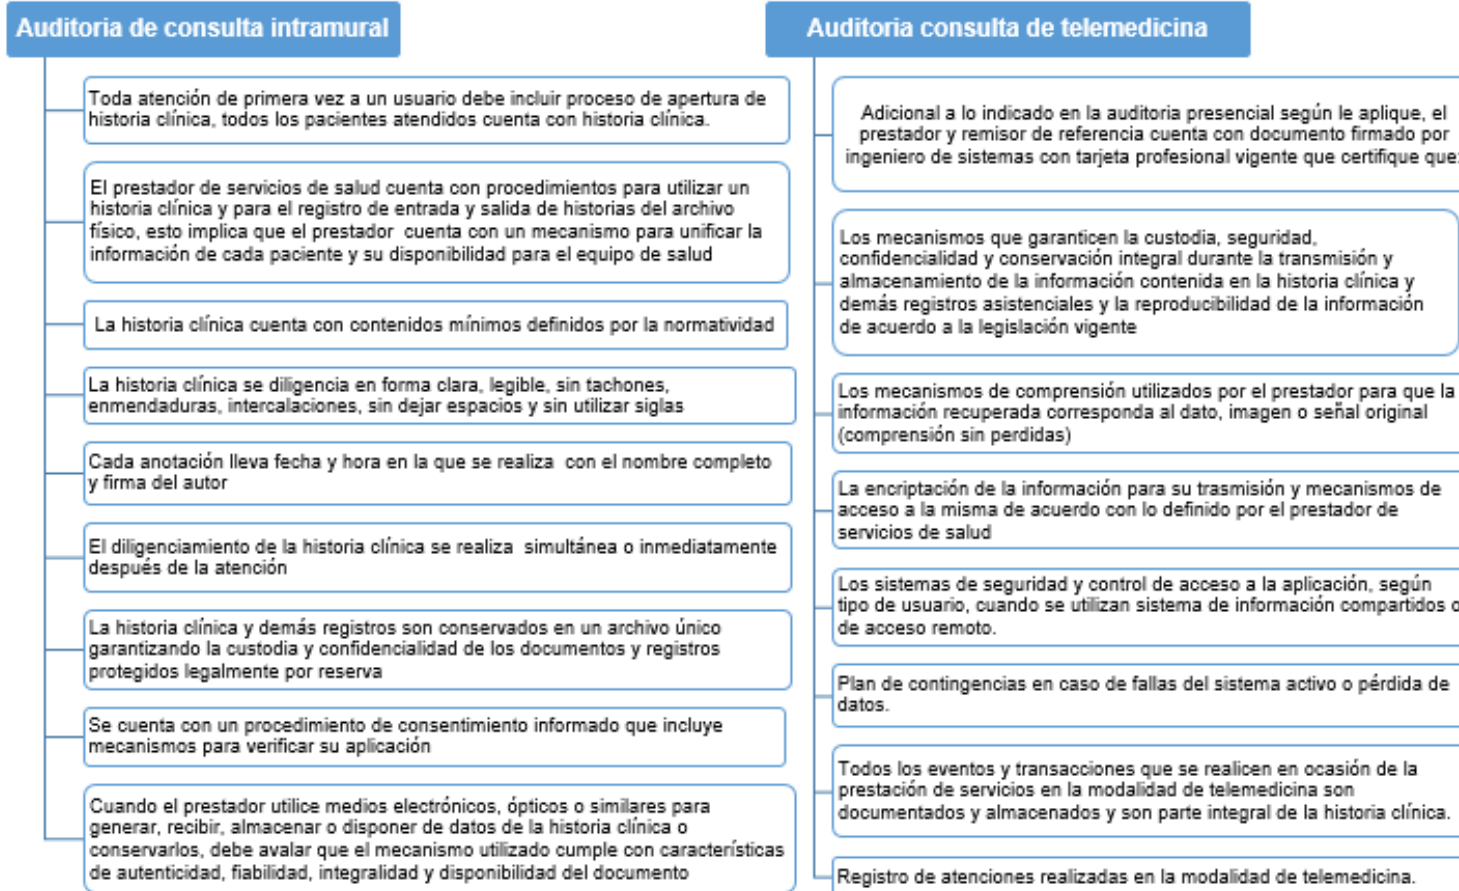 Auditoria de consulta intramural
Toda atención de primera vez a un usuario debe incluir proceso de apertura de
historia clínica, todos los pacientes atendidos cuenta con historia clínica.
El prestador de servicios de salud cuenta con procedimientos para utilizar un
historia clínica y para el registro de entrada y salida de historias del archivo
físico, esto implica que el prestador cuenta con un mecanismo para unificar la
información de cada paciente y su disponibilidad para el equipo de salud
La historia clínica cuenta con contenidos mínimos definidos por la normatividad
La historia clínica se diligencia en forma clara, legible, sin tachones,
enmendaduras, intercalaciones, sin dejar espacios y sin utilizar siglas
Cada anotación lleva fecha y hora en la que se realiza con el nombre completo
y firma del autor
El diligenciamiento de la historia clínica se realiza simultánea o inmediatamente
después de la atención
La historia clínica y demás registros son conservados en un archivo único
garantizando la custodia y confidencialidad de los documentos y registros
protegidos legalmente por reserva
Se cuenta con un procedimiento de consentimiento informado que incluye
mecanismos para verificar su aplicación
Cuando el prestador utilice medios electrónicos, ópticos o similares para
generar, recibir, almacenar o disponer de datos de la historia clínica o
conservarlos, debe avalar que el mecanismo utilizado cumple con características
de autenticidad, fiabilidad, integralidad y disponibilidad del documento
Auditoria consulta de telemedicina
Adicional a lo indicado en la auditoria presencial según le aplique, el
prestador y remisor de referencia cuenta con documento firmado por
ingeniero de sistemas con tarjeta profesional vigente que certifique que:
Los mecanismos que garanticen la custodia, seguridad,
confidencialidad y conservación integral durante la transmisión y
almacenamiento de la información contenida en la historia clínica y
demás registros asistenciales y la reproducibilidad de la información
de acuerdo a la legislación vigente
Los mecanismos de comprensión utilizados por el prestador para que la
información recuperada corresponda al dato, imagen o señal original
(comprensión sin perdidas)
La encriptación de la información para su trasmisión y mecanismos de
acceso a la misma de acuerdo con lo definido por el prestador de
servicios de salud
Los sistemas de seguridad y control de acceso a la aplicación, según
tipo de usuario, cuando se utilizan sistema de información compartidos o
de acceso remoto.
Plan de contingencias en caso de fallas del sistema activo o pérdida de
datos.
Todos los eventos y transacciones que se realicen en ocasión de la
prestación de servicios en la modalidad de telemedicina son
documentados y almacenados y son parte integral de la historia clínica.
Registro de atenciones realizadas en la modalidad de telemedicina.